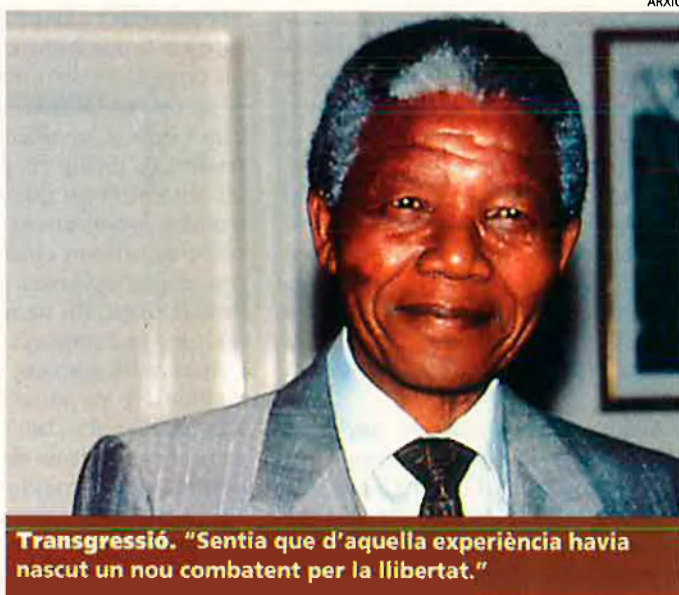 ARXIU
Transgressió. “Sentia que d’aquella experiència havia
nascut un nou combatent per la llibertat.”